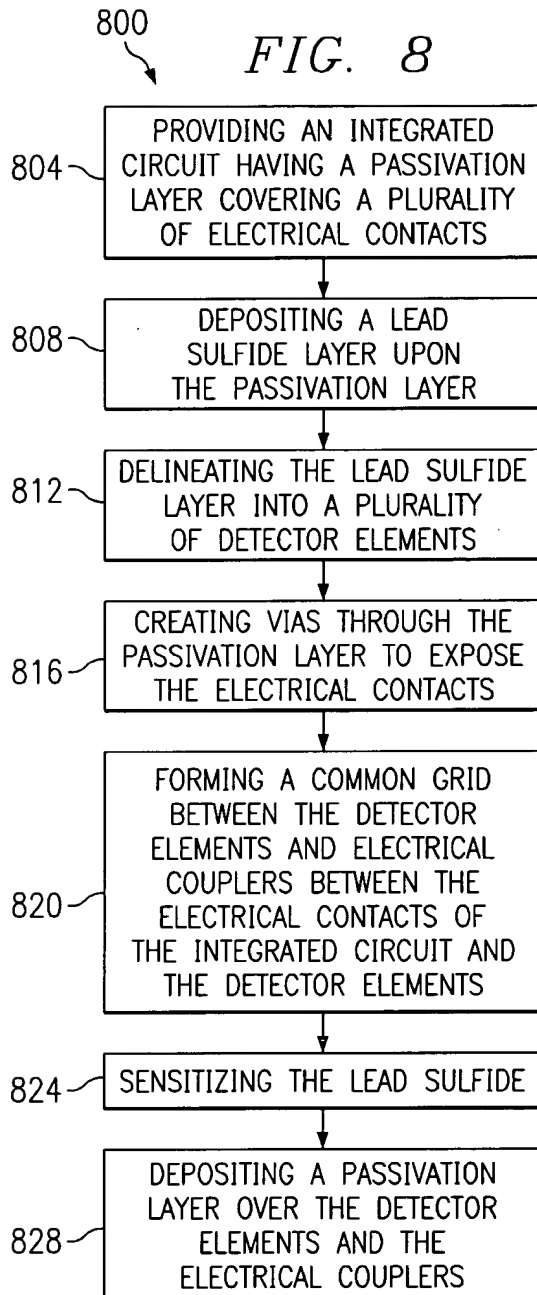 800
FIG. 8
804
PROVIDING AN INTEGRATED
CIRCUIT HAVING A PASSIVATION
LAYER COVERING A PLURALITY
OF ELECTRICAL CONTACTS
808
DEPOSITING A LEAD
SULFIDE LAYER UPON
THE PASSIVATION LAYER
812
DELINEATING THE LEAD SULFIDE
LAYER INTO A PLURALITY
OF DETECTOR ELEMENTS
816
CREATING VIAS THROUGH THE
PASSIVATION LAYER TO EXPOSE
THE ELECTRICAL CONTACTS
820
FORMING A COMMON GRID
BETWEEN THE DETECTOR
ELEMENTS AND ELECTRICAL
COUPLERS BETWEEN THE
ELECTRICAL CONTACTS OF
THE INTEGRATED CIRCUIT AND
THE DETECTOR ELEMENTS
824
SENSITIZING THE LEAD SULFIDE
828
DEPOSITING A PASSIVATION
LAYER OVER THE DETECTOR
ELEMENTS AND THE
ELECTRICAL COUPLERS